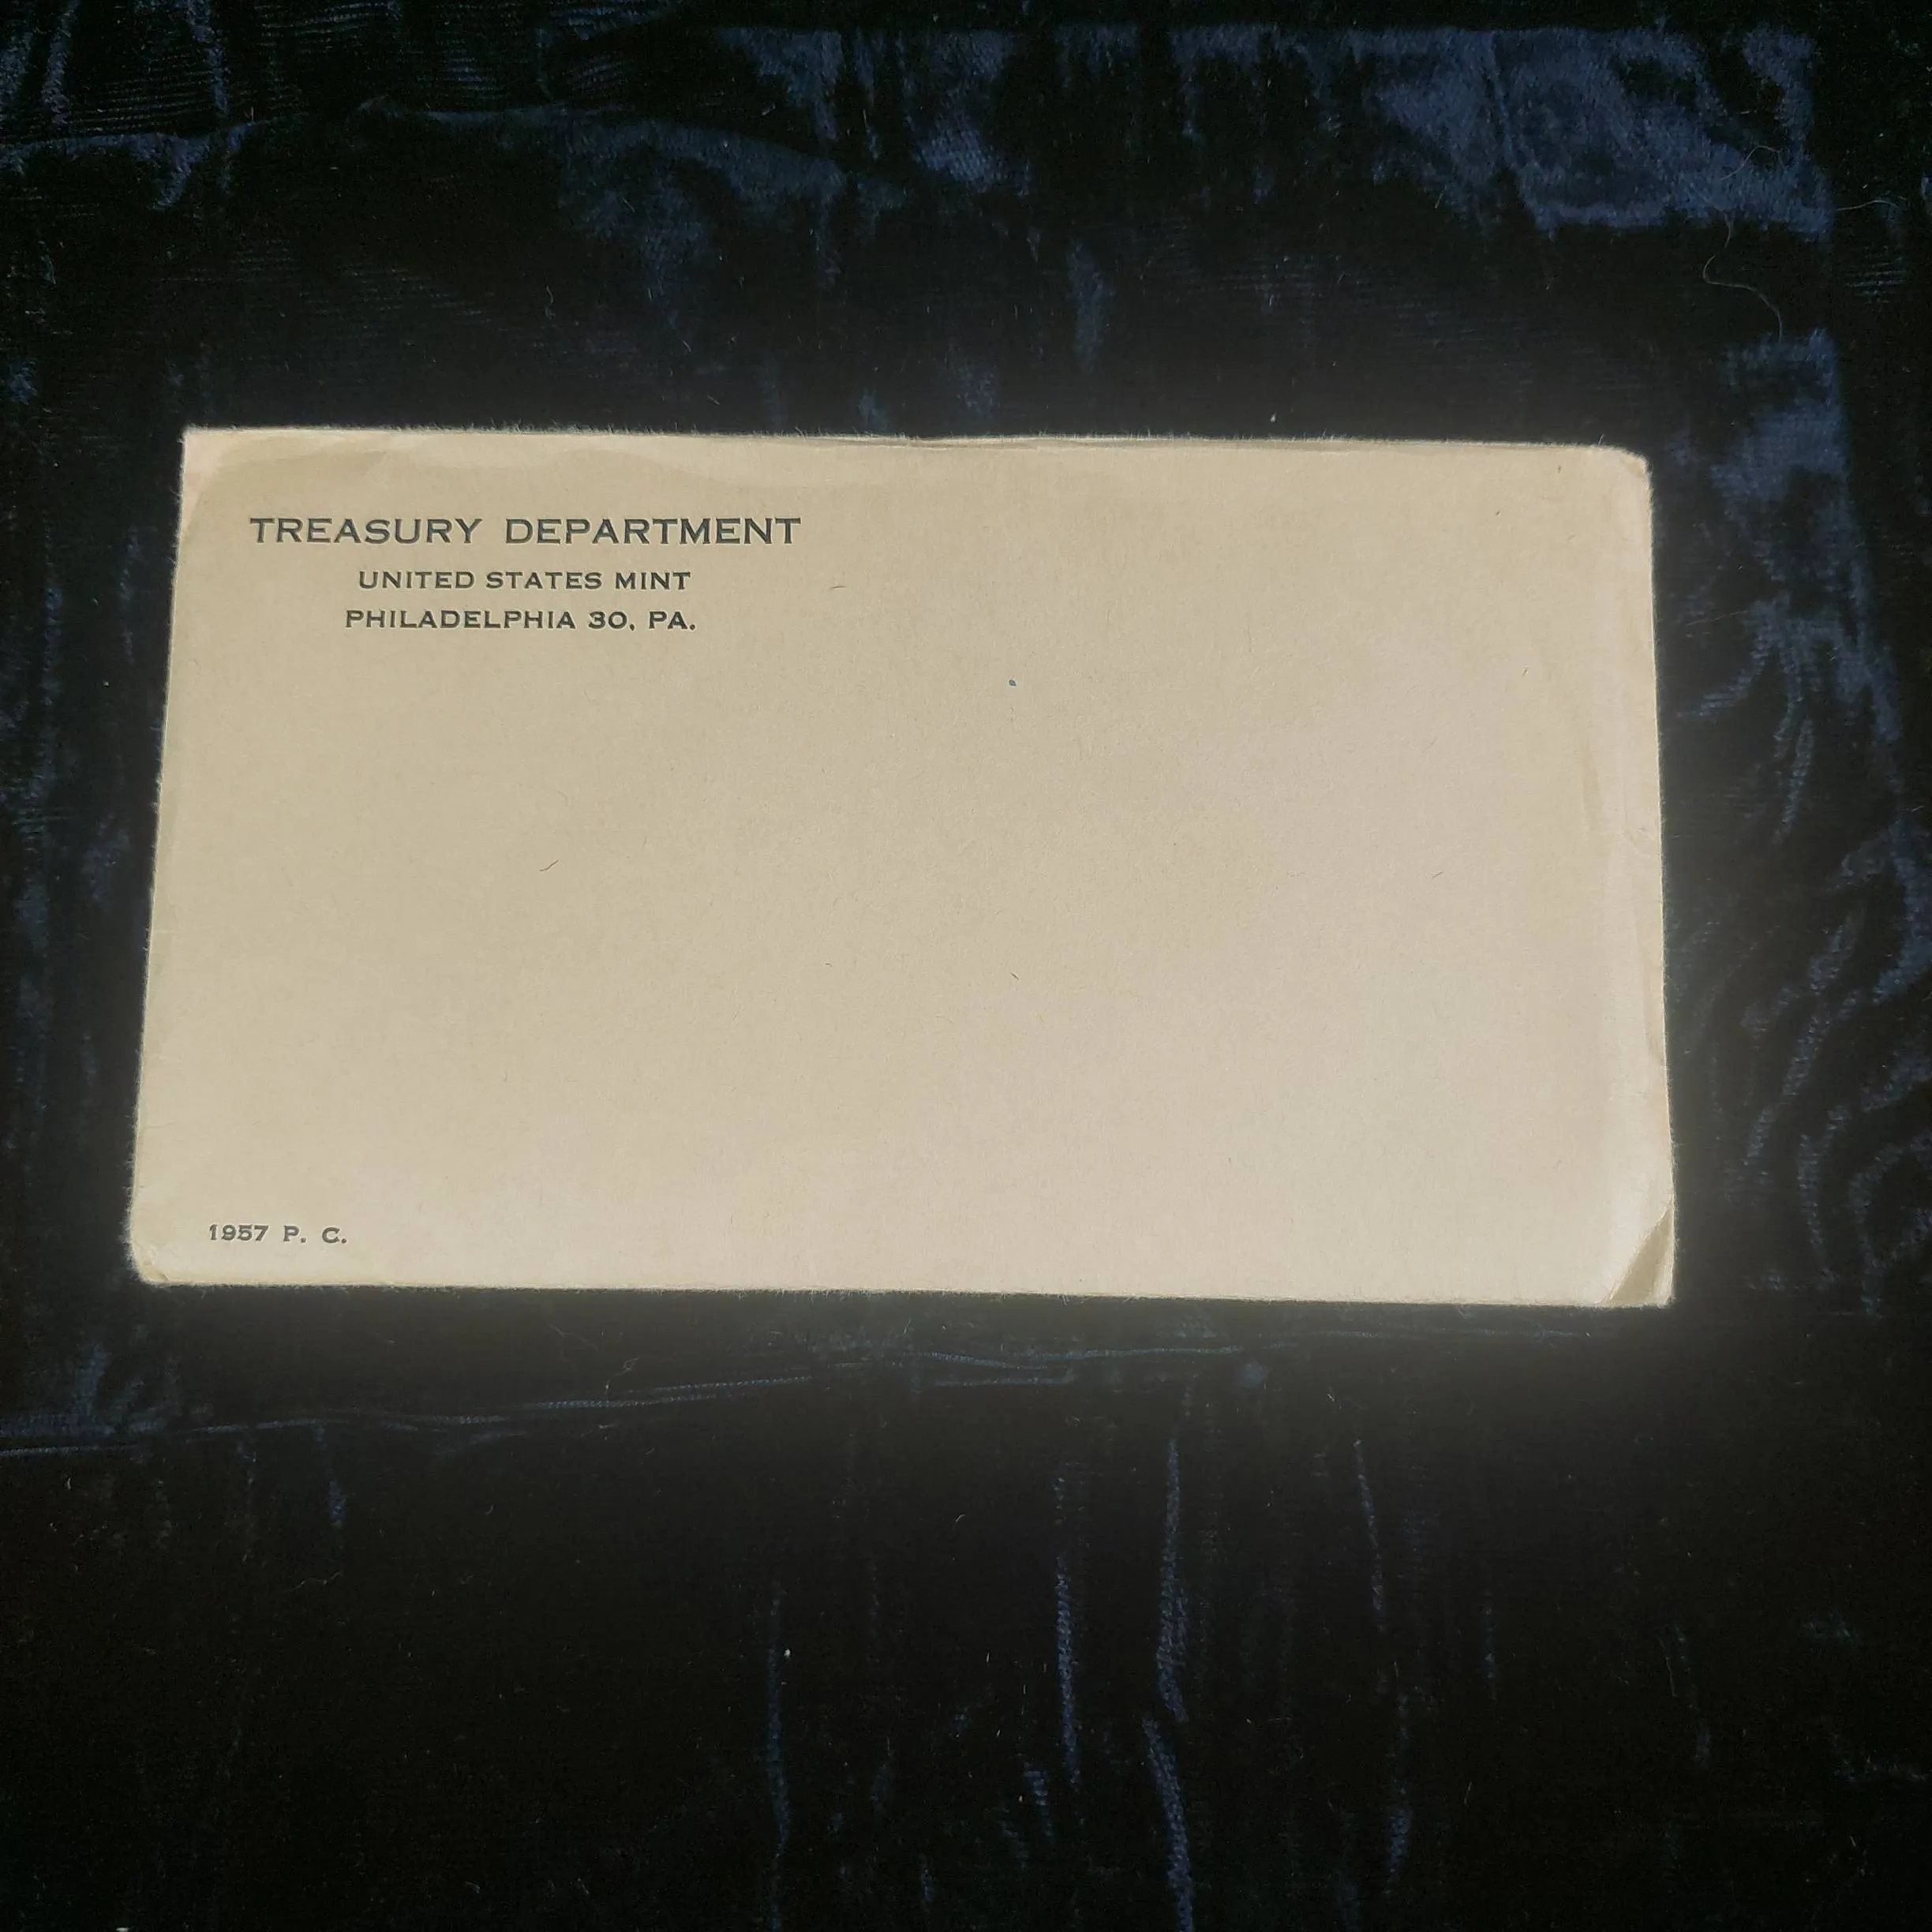 TREASURY DEPARTMENT
UNITED STATES MINT
PHILADELPHIA 30, PA.
1957 P. C.